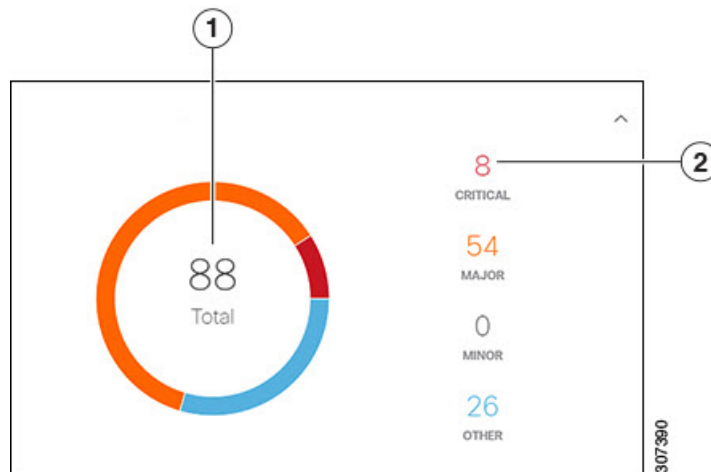 1
88
Total
8
CRITICAL
2
54
MAJOR
0
MINOR
26
OTHER
307390